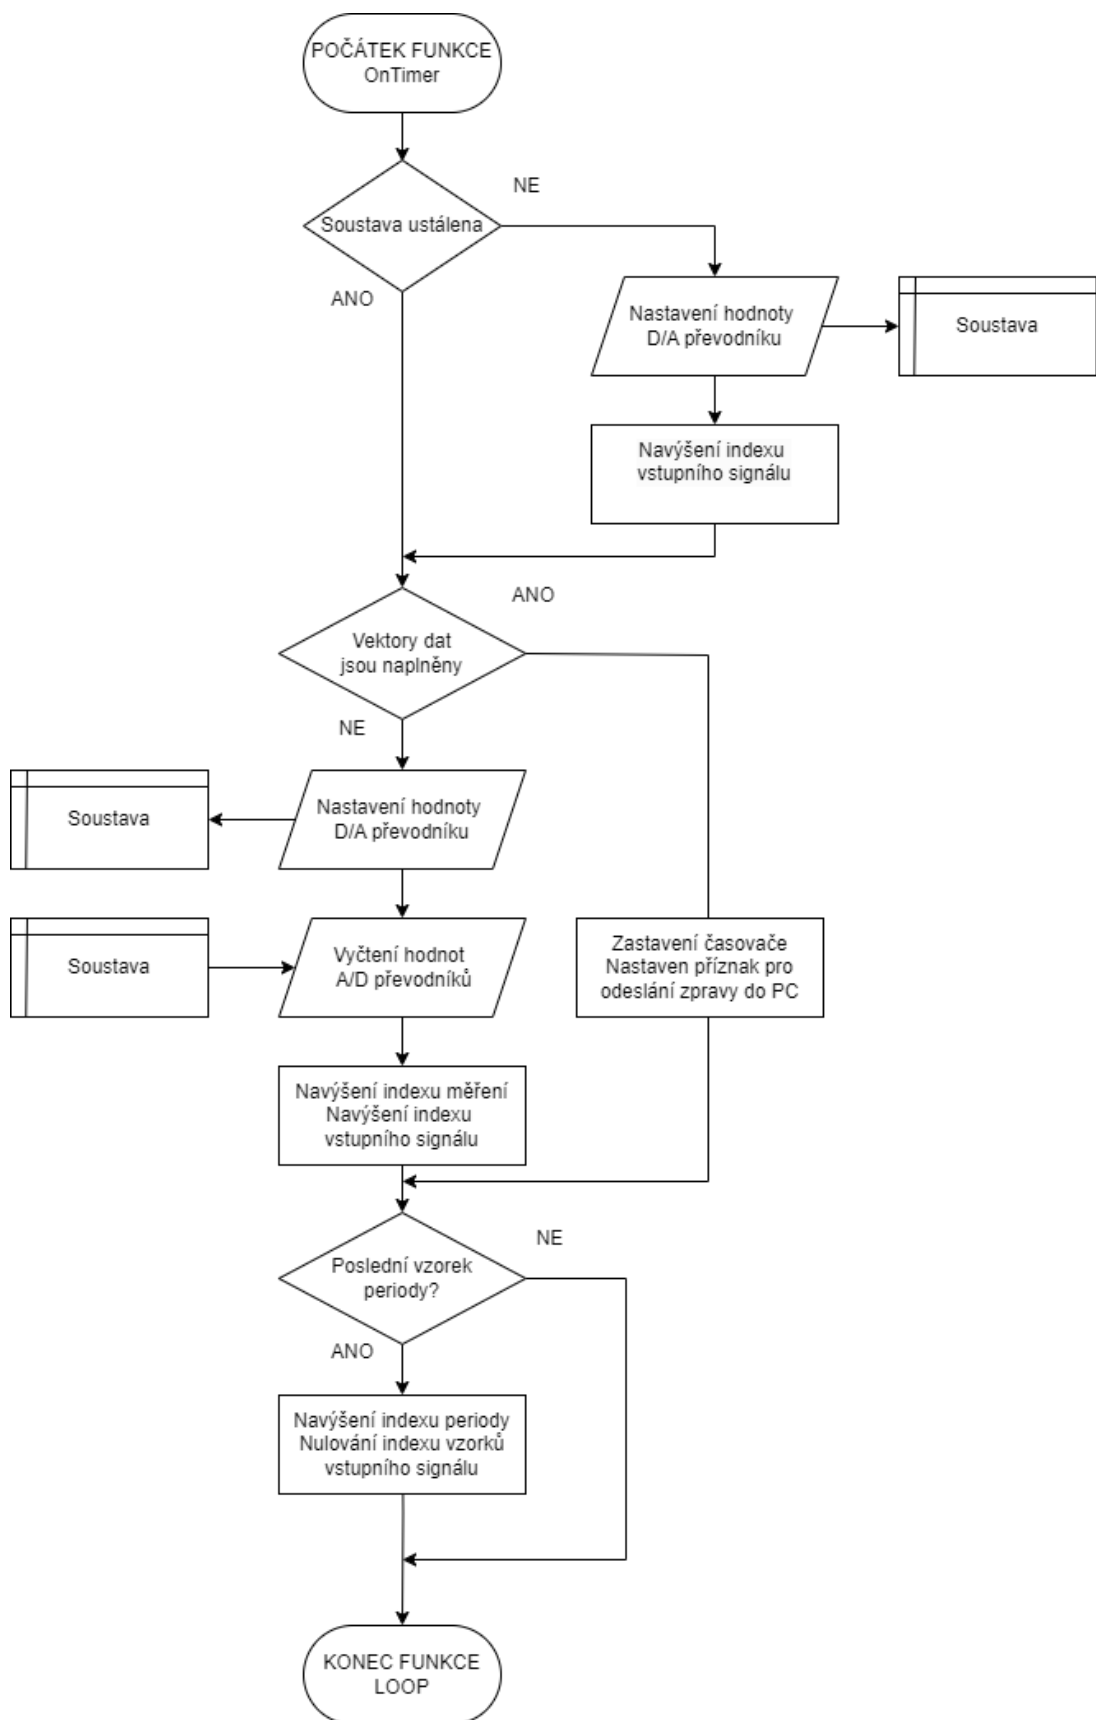 POČÁTEK FUNKCE
OnTimer
NE
Soustava ustálena
ANO
Nastavení hodnoty
D/A převodníku
Soustava
Navýšení indexu
vstupního signálu
ANO
Vektory dat
jsou naplněny
NE
Soustava
Nastavení hodnoty
D/A převodníku
Soustava
Vyčtení hodnot
A/D převodníků
Zastavení časovače
Nastaven příznak pro
odeslání zpravy do PC
Navýšení indexu měření
Navýšení indexu
vstupního signálu
NE
Poslední vzorek
periody?
ANO
Navýšení indexu periody
Nulování indexu vzorků
vstupního signálu
KONEC FUNKCE
LOOP